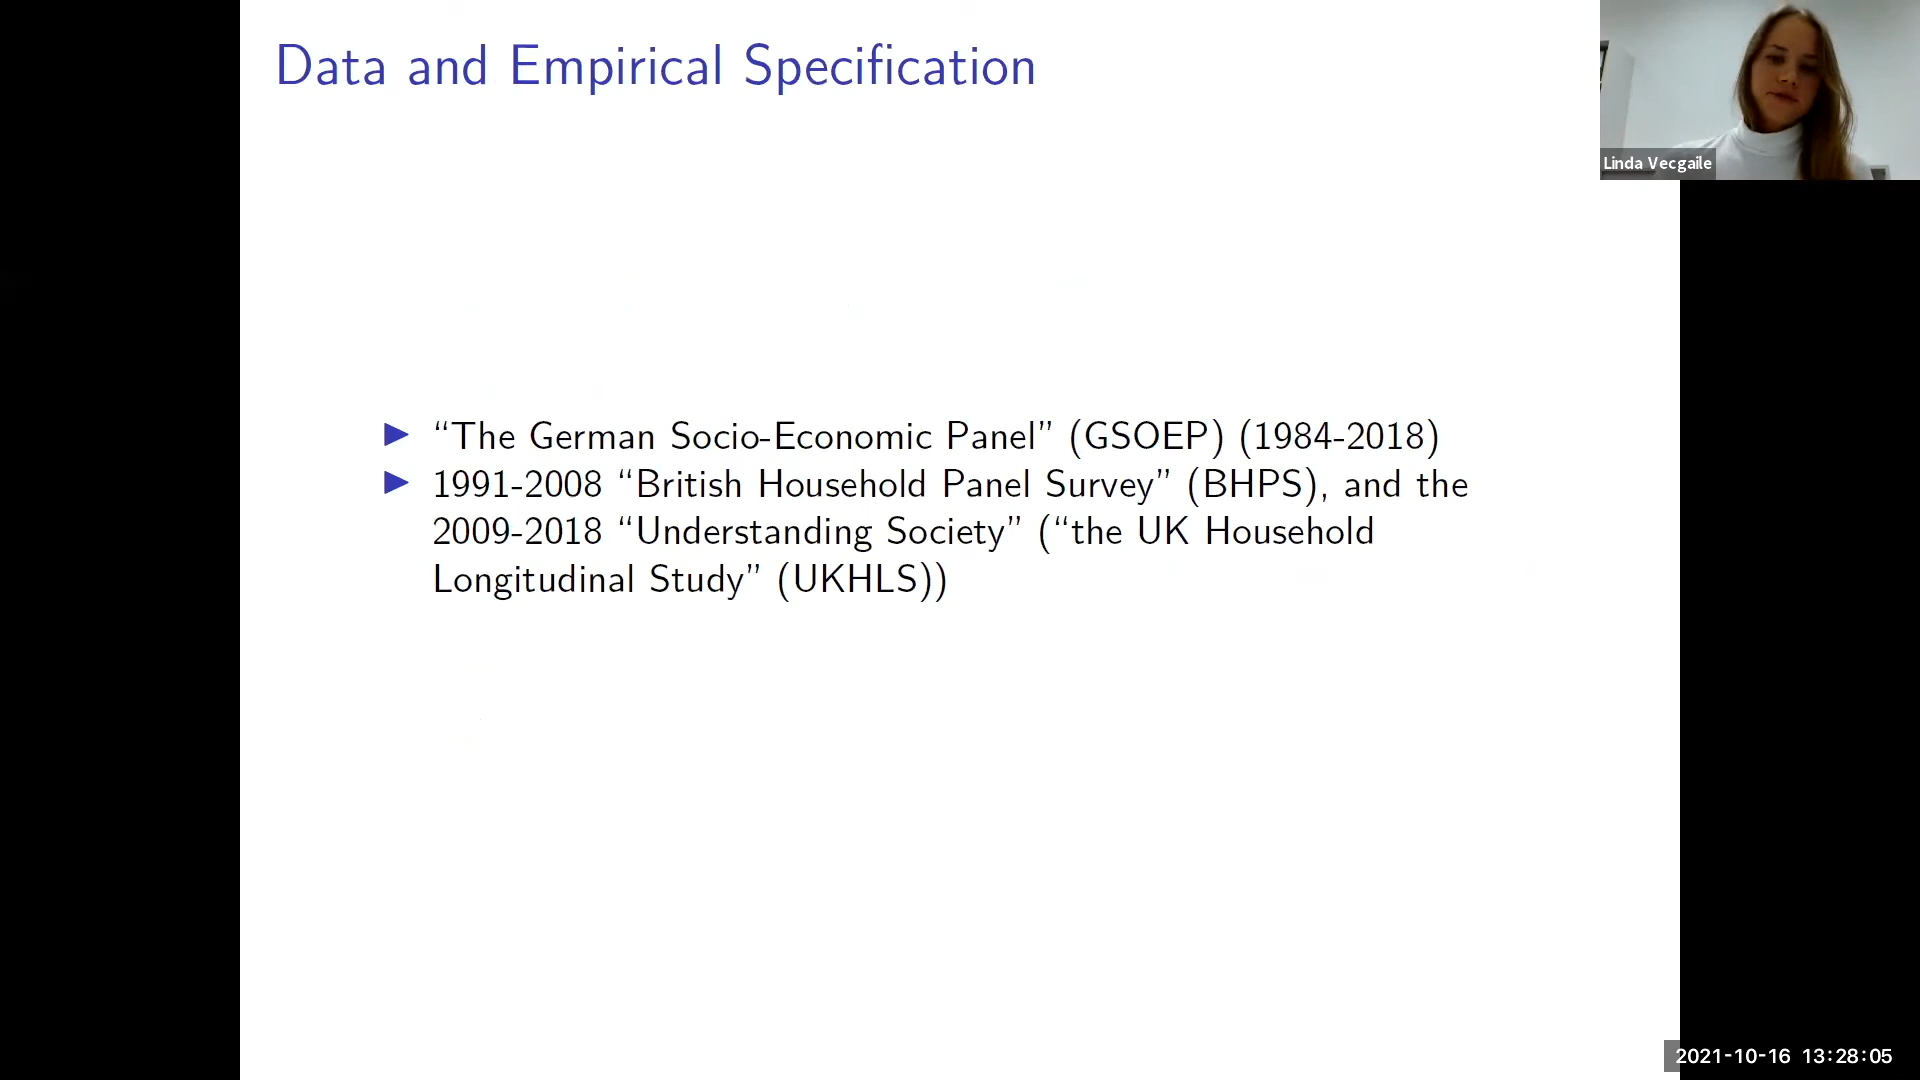 Data and Empirical Specification
Linda Vecgaile
▶ “The German Socio-Economic Panel” (GSOEP) (1984-2018)
▶ 1991-2008 “British Household Panel Survey” (BHPS), and the
2009-2018 “Understanding Society” (“the UK Household
Longitudinal Study” (UKHLS))
2021-10-16 13:28:05